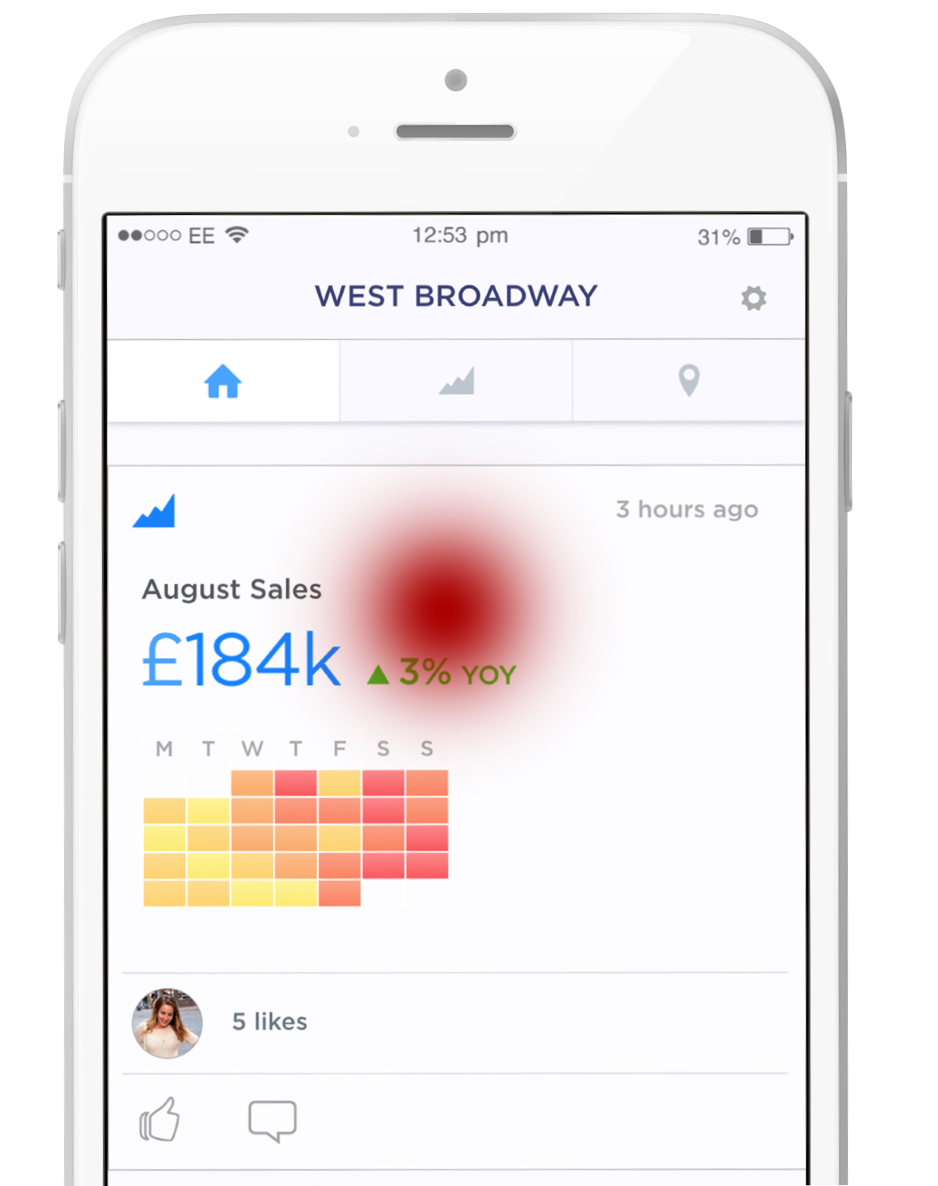 EE 12:53 pm 31%
WEST BROADWAY
3 hours ago
August Sales
£184k ▲ 3% YOY
M T W T F S S
5 likes